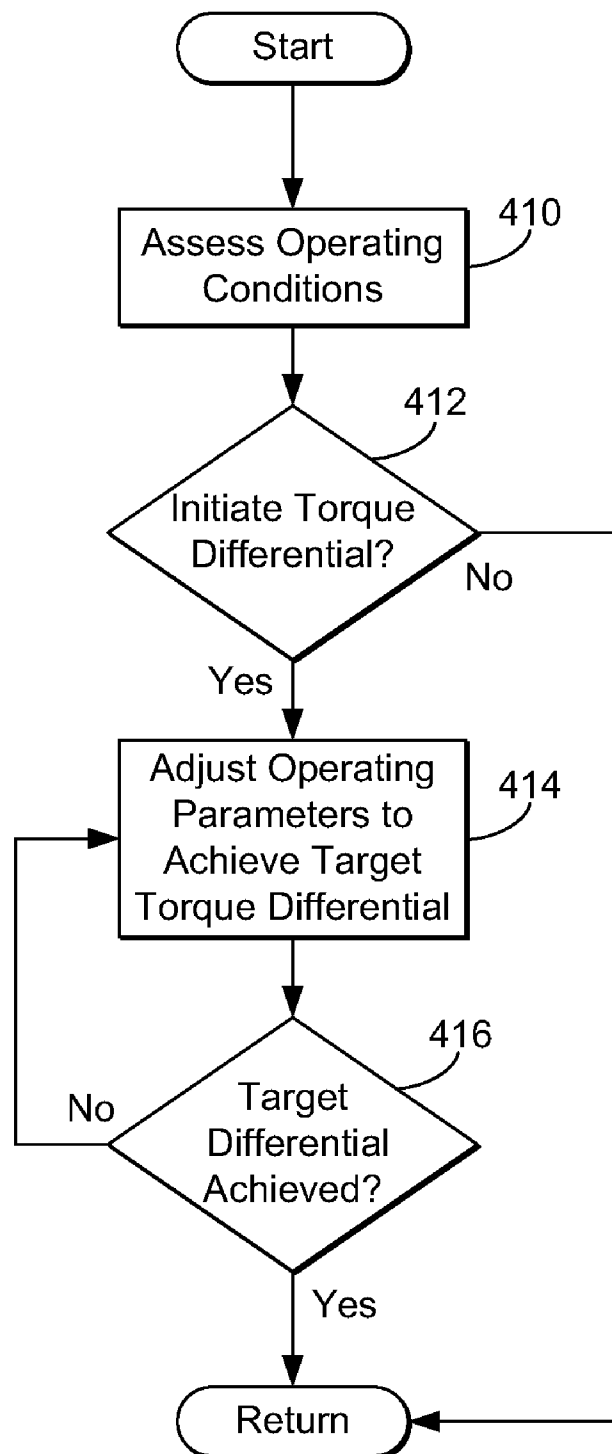 Start
410
Assess Operating
Conditions
412
Initiate Torque
Differential?
No
Yes
Adjust Operating
Parameters to
Achieve Target
Torque Differential
414
416
No
Target
Differential
Achieved?
Yes
Return